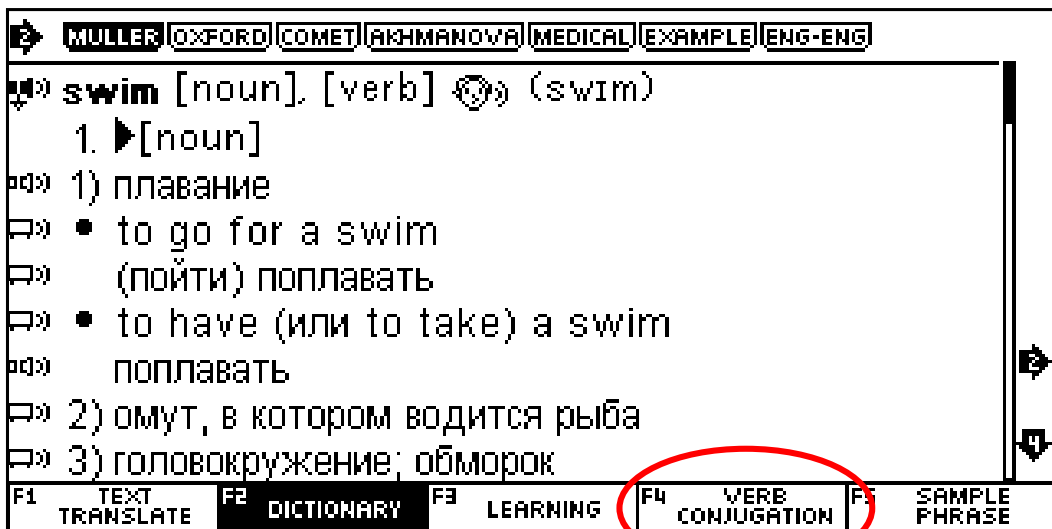 2 MULLER OXFORD COMET AKHMANOVA MEDICAL EXAMPLE ENG-ENG
swim [noun], [verb] (swɪm)
1. [noun]
1) плавание
• to go for a swim
(пойти) поплавать
• to have (или to take) a swim
поплавать
2
2) омут, в котором водится рыба
3) головокружение; обморок
F1 TEXT TRANSLATE F2 DICTIONARY F3 LEARNING F4 VERB CONJUGATION F5 SAMPLE PHRASE